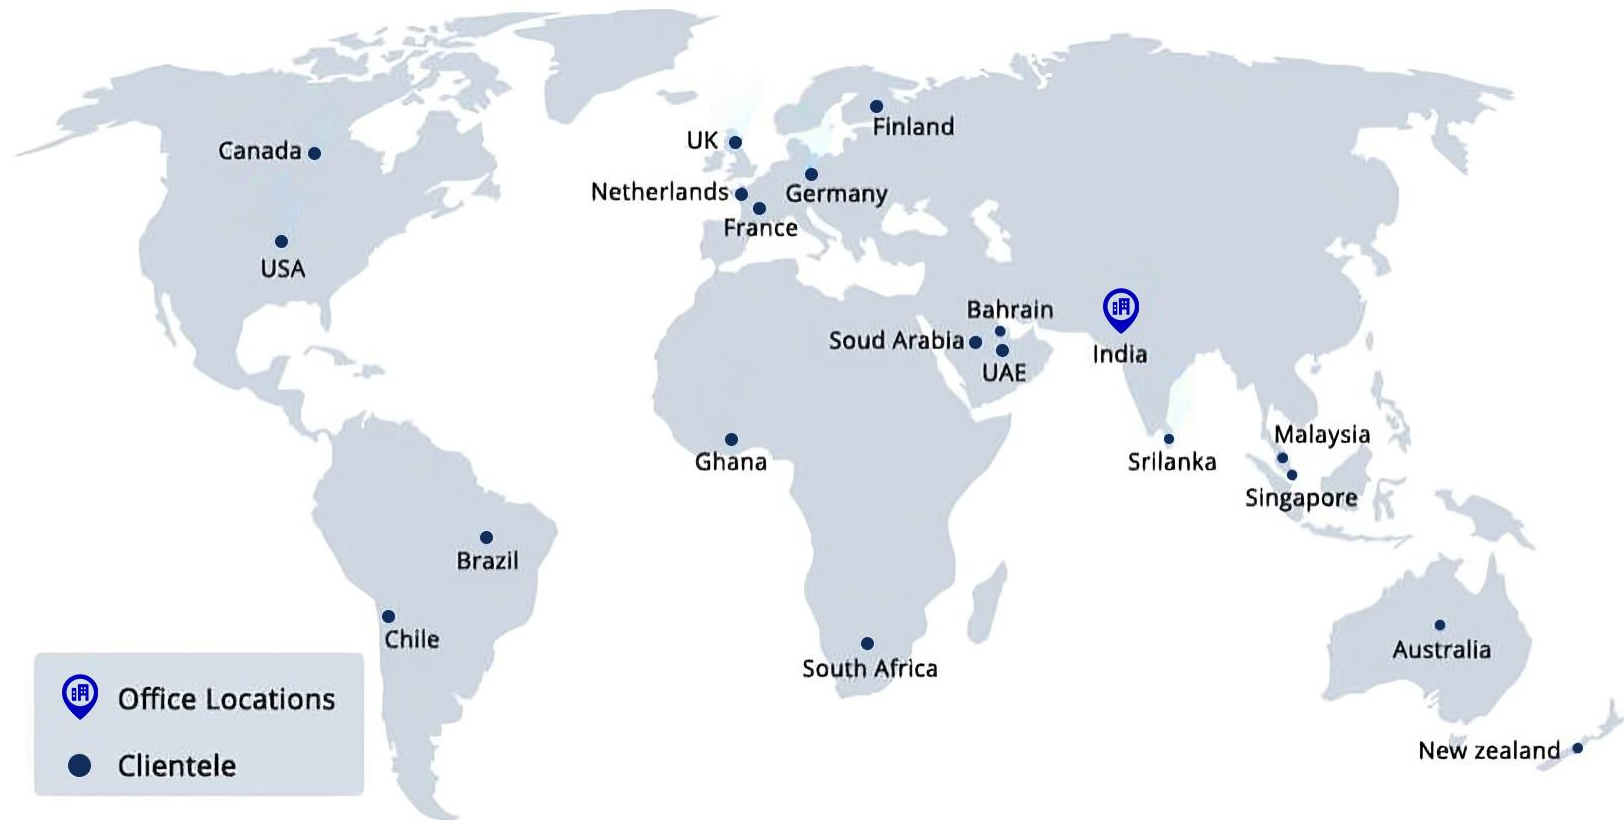 Finland
UK
Canada
Netherlands
Germany
France
USA
Bahrain
Soud Arabia
India
UAE
Malaysia
Ghana
Srilanka
Singapore
Brazil
Chile
Australia
South Africa
Office Locations
New zealand
Clientele